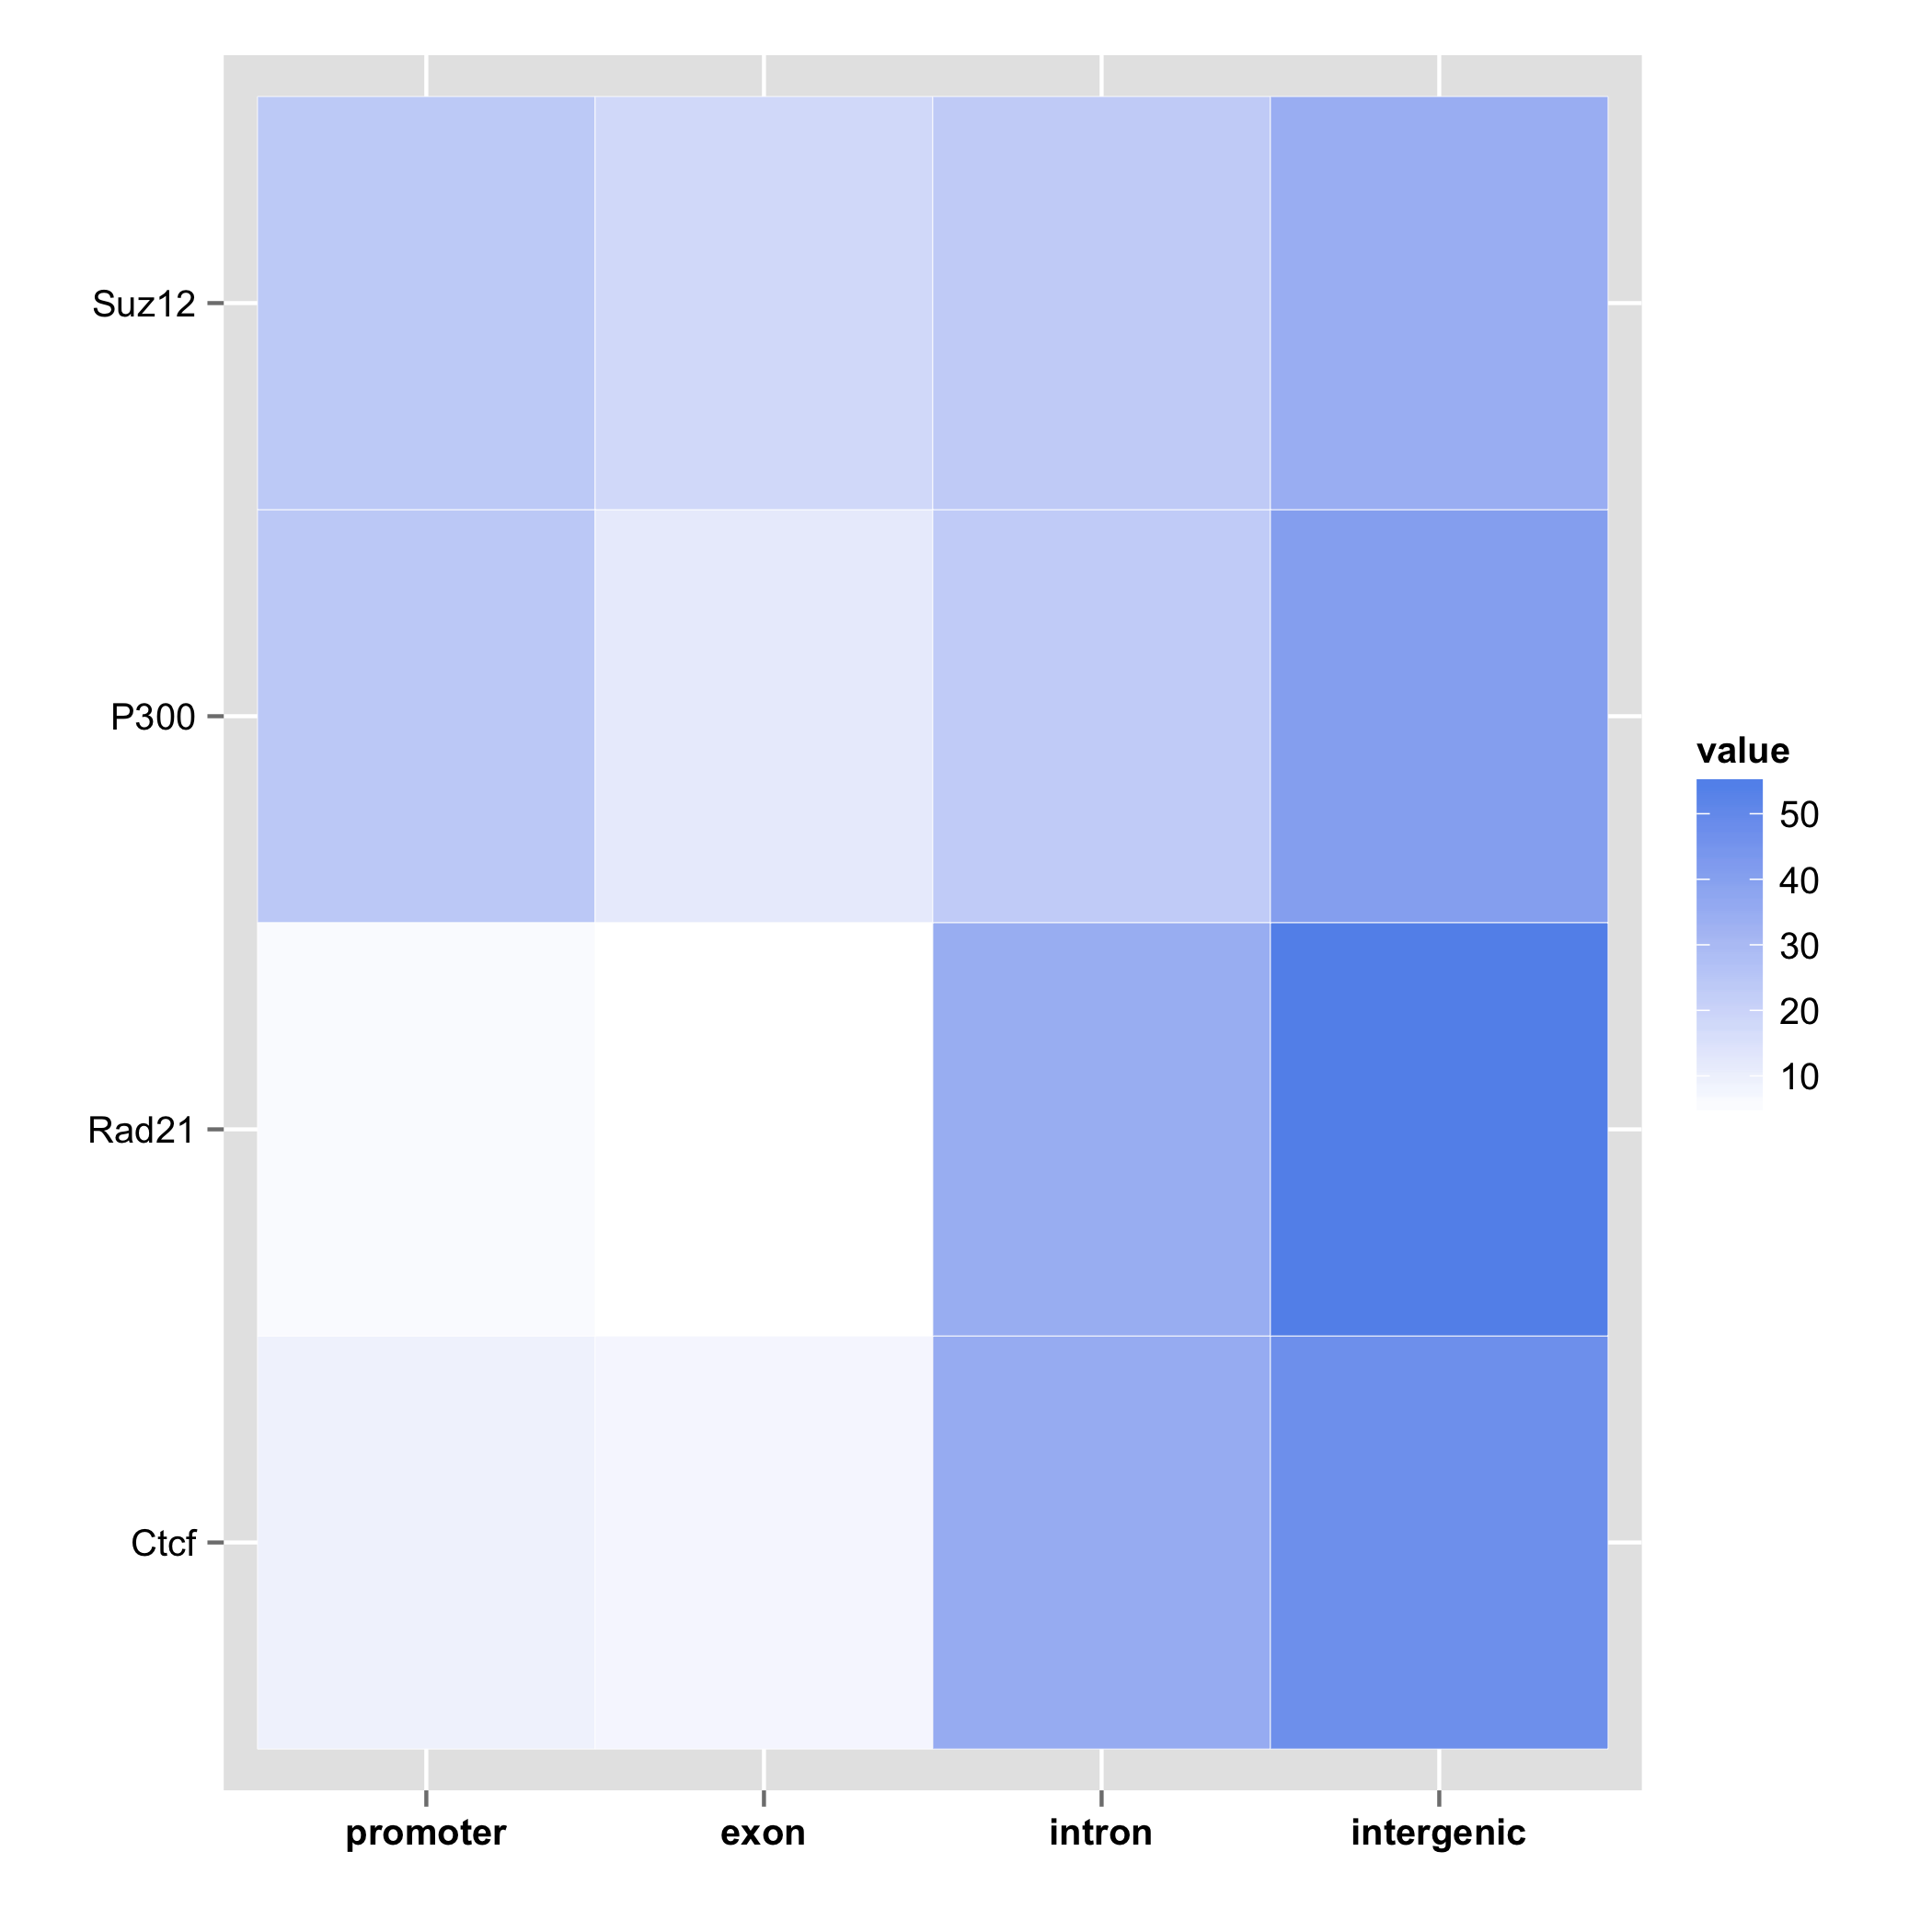 Suz12
P300
Rad21
Ctcf
promoter exon intron intergenic
value
50
40
30
20
10